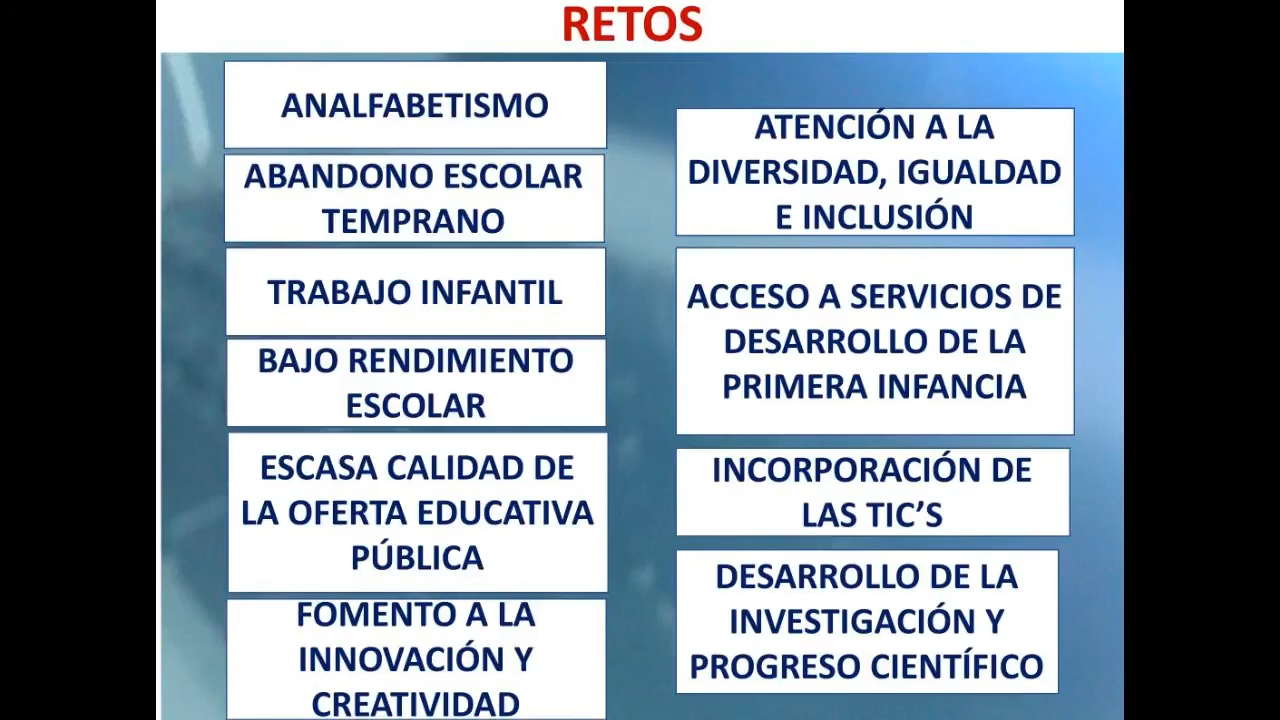 RETOS
ANALFABETISMO
ABANDONO ESCOLAR
TEMPRANO
TRABAJO INFANTIL
BAJO RENDIMIENTO
ESCOLAR
ESCASA CALIDAD DE
LA OFERTA EDUCATIVA
PÚBLICA
FOMENTO A LA
INNOVACIÓN Y
CREATIVIDAD
ATENCIÓN A LA
DIVERSIDAD, IGUALDAD
E INCLUSIÓN
ACCESO A SERVICIOS DE
DESARROLLO DE LA
PRIMERA INFANCIA
INCORPORACIÓN DE
LAS TIC’S
DESARROLLO DE LA
INVESTIGACIÓN Y
PROGRESO CIENTÍFICO